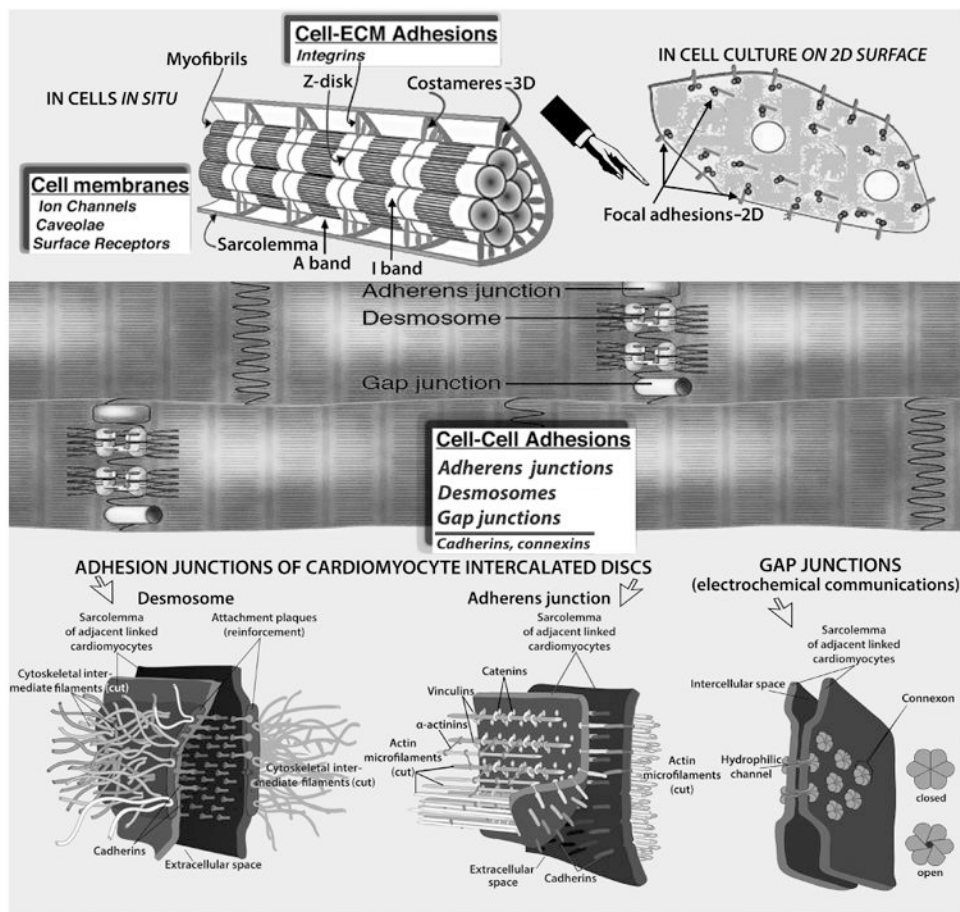 Cell-ECM Adhesions
Integrins
IN CELL CULTURE ON 2D SURFACE
Myofibrils
Z-disk
Costameres-3D
IN CELLS IN SITU
Cell membranes
Ion Channels
Caveolae
Surface Receptors
Focal adhesions-2D
Sarcolemma
A band
I band
Adherens junction
Desmosome
Gap junction
Cell-Cell Adhesions
Adherens junctions
Desmosomes
Gap junctions
Cadherins, connexins
ADHESION JUNCTIONS OF CARDIOMYOCYTE INTERCALATED DISCS
Desmosome
Sarcolemma
of adjacent linked
cardiomyocytes
Attachment plaques
(reinforcement)
Cytoskeletal inter-
mediate filaments (cut)
Cytoskeletal inter-
mediate filaments (cut)
Cadherins
Extracellular space
Adherens junction
Sarcolemma
of adjacent linked
cardiomyocytes
Catenins
Vinculins
α-actinins
Actin
microfilaments
(cut)
Actin
microfilaments
(cut)
Extracellular
space
Cadherins
GAP JUNCTIONS
(electrochemical communications)
Sarcolemma
of adjacent linked
cardiomyocytes
Intercellular space
Connexon
Hydrophilic
channel
closed
open